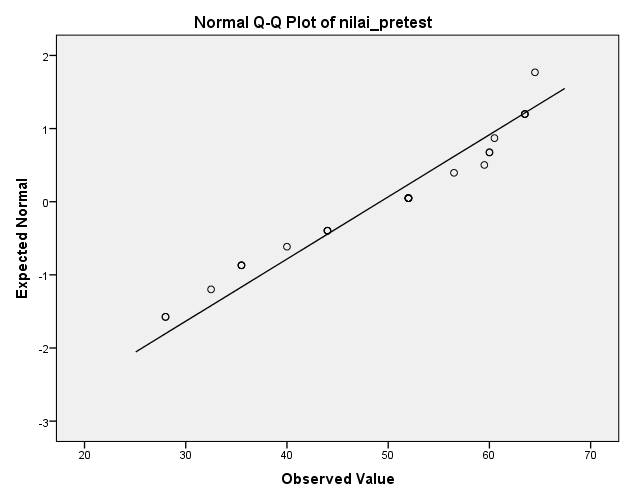 Normal Q-Q Plot of nilai_pretest
Expected Normal
2
1
0
-1
-2
-3
20 30 40 50 60 70
Observed Value